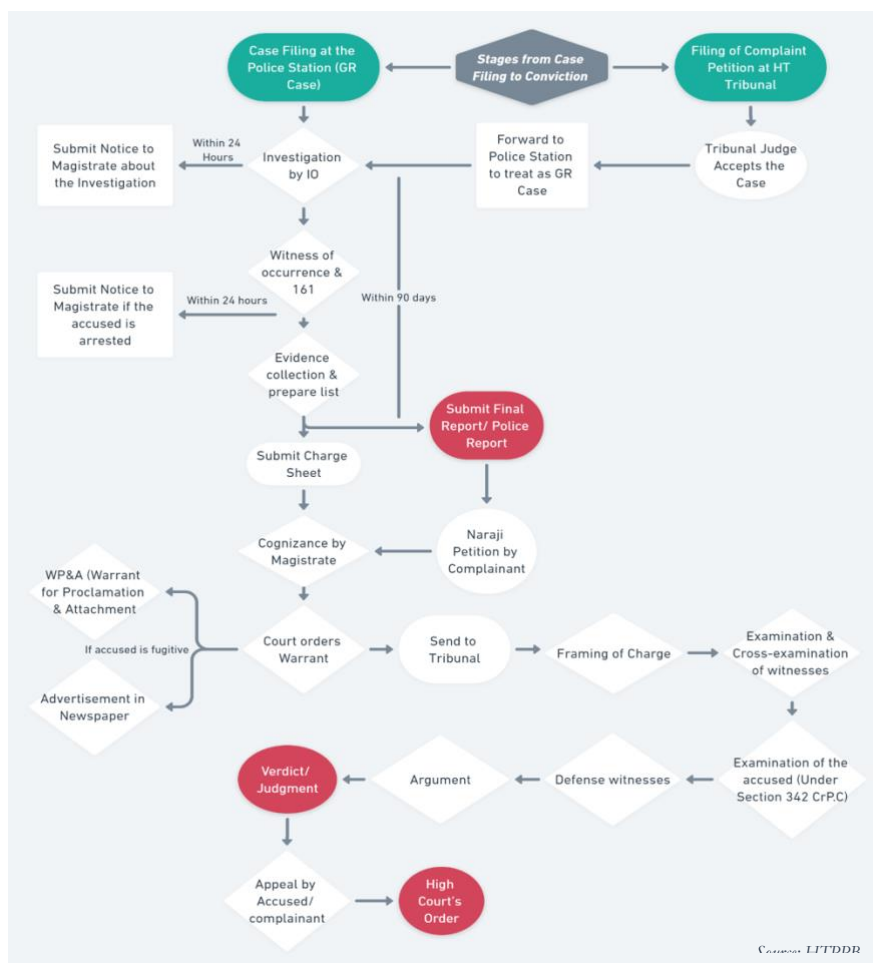 Case Filing at the
Police Station (GR
Case)
Stages from Case
Filing to Conviction
Filing of Complaint
Petition at HT
Tribunal
Submit Notice to
Magistrate about
the Investigation
Within 24
Hours
Investigation
by IO
Forward to
Police Station
to treat as GR
Case
Tribunal Judge
Accepts the
Case
Witness of
occurrence &
161
Submit Notice to
Magistrate if the
accused is
arrested
Within 24 hours
Within 90 days
Evidence
collection &
prepare list
Submit Final
Report/ Police
Report
Submit Charge
Sheet
Cognizance by
Magistrate
Naraji
Petition by
Complainant
WP&A (Warrant
for Proclamation
& Attachment
If accused is fugitive
Advertisement in
Newspaper
Court orders
Warrant
Send to
Tribunal
Framing of Charge
Examination &
Cross-examination
of witnesses
Examination of the
accused (Under
Section 342 CrP.C)
Defense witnesses
Argument
Verdict/
Judgment
Appeal by
Accused/
complainant
High
Court's
Order